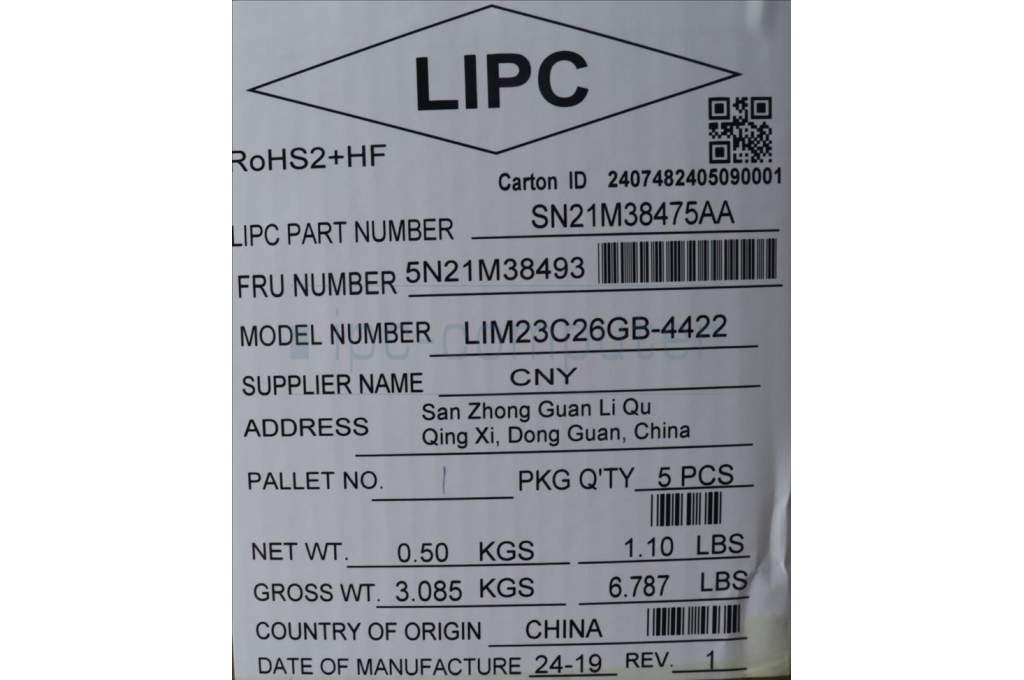 LIPC
RoHS2+HF
Carton ID 2407482405090001
LIPC PART NUMBER SN21M38475AA
FRU NUMBER 5N21M38493
MODEL NUMBER LIM23C26GB-4422
ipc-computer
SUPPLIER NAME CNY
ADDRESS San Zhong Guan Li Qu
Qing Xi, Dong Guan, China
PALLET NO. 1 PKG Q'TY 5 PCS
NET WT. 0.50 KGS 1.10 LBS
GROSS WT. 3.085 KGS 6.787 LBS
COUNTRY OF ORIGIN CHINA
DATE OF MANUFACTURE 24-19 REV. 1